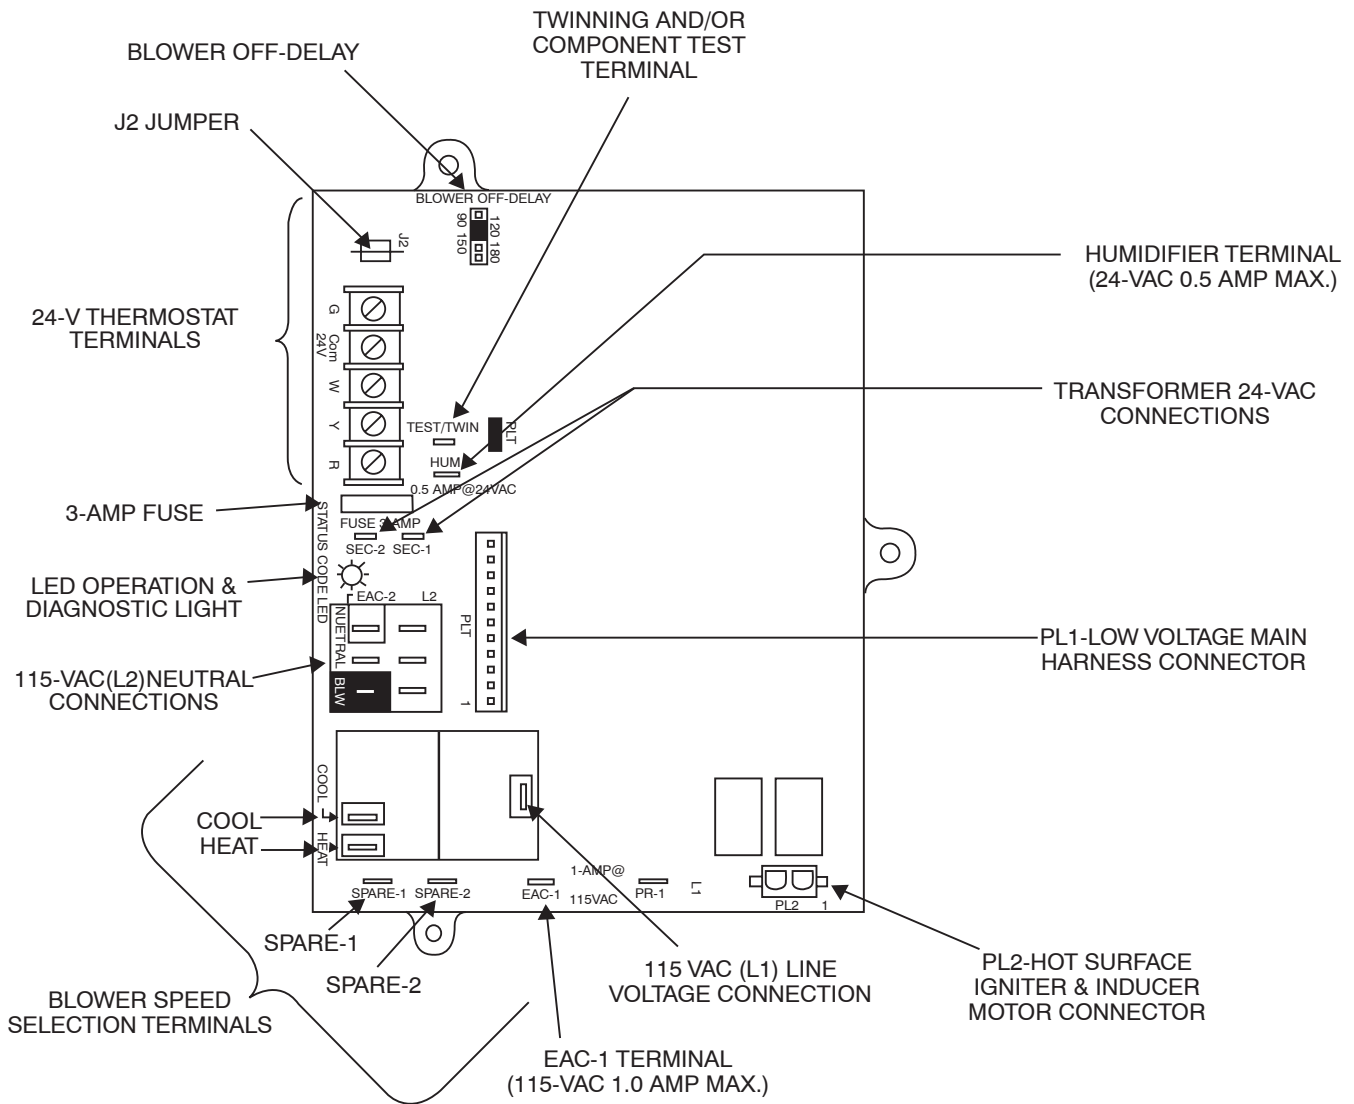 TWINNING AND/OR
COMPONENT TEST
TERMINAL
BLOWER OFF-DELAY
J2 JUMPER
BLOWER OFF-DELAY
90 150
120 180
J2
HUMIDIFIER TERMINAL
(24-VAC 0.5 AMP MAX.)
24-V THERMOSTAT
TERMINALS
G
Com
24V
W
Y
R
TRANSFORMER 24-VAC
CONNECTIONS
TEST/TWIN
PLT
HUM
0.5 AMP@24VAC
3-AMP FUSE
FUSE 3-AMP
STATUS CODE LED
SEC-2
SEC-1
LED OPERATION &
DIAGNOSTIC LIGHT
EAC-2
L2
NUETRAL
BLW
PLT
1
PL1-LOW VOLTAGE MAIN
HARNESS CONNECTOR
115-VAC(L2)NEUTRAL
CONNECTIONS
COOL
HEAT
COOL
HEAT
1-AMP@
115VAC
SPARE-1
SPARE-2
EAC-1
PR-1
L1
PL2
1
SPARE-1
SPARE-2
115 VAC (L1) LINE
VOLTAGE CONNECTION
PL2-HOT SURFACE
IGNITER & INDUCER
MOTOR CONNECTOR
BLOWER SPEED
SELECTION TERMINALS
EAC-1 TERMINAL
(115-VAC 1.0 AMP MAX.)